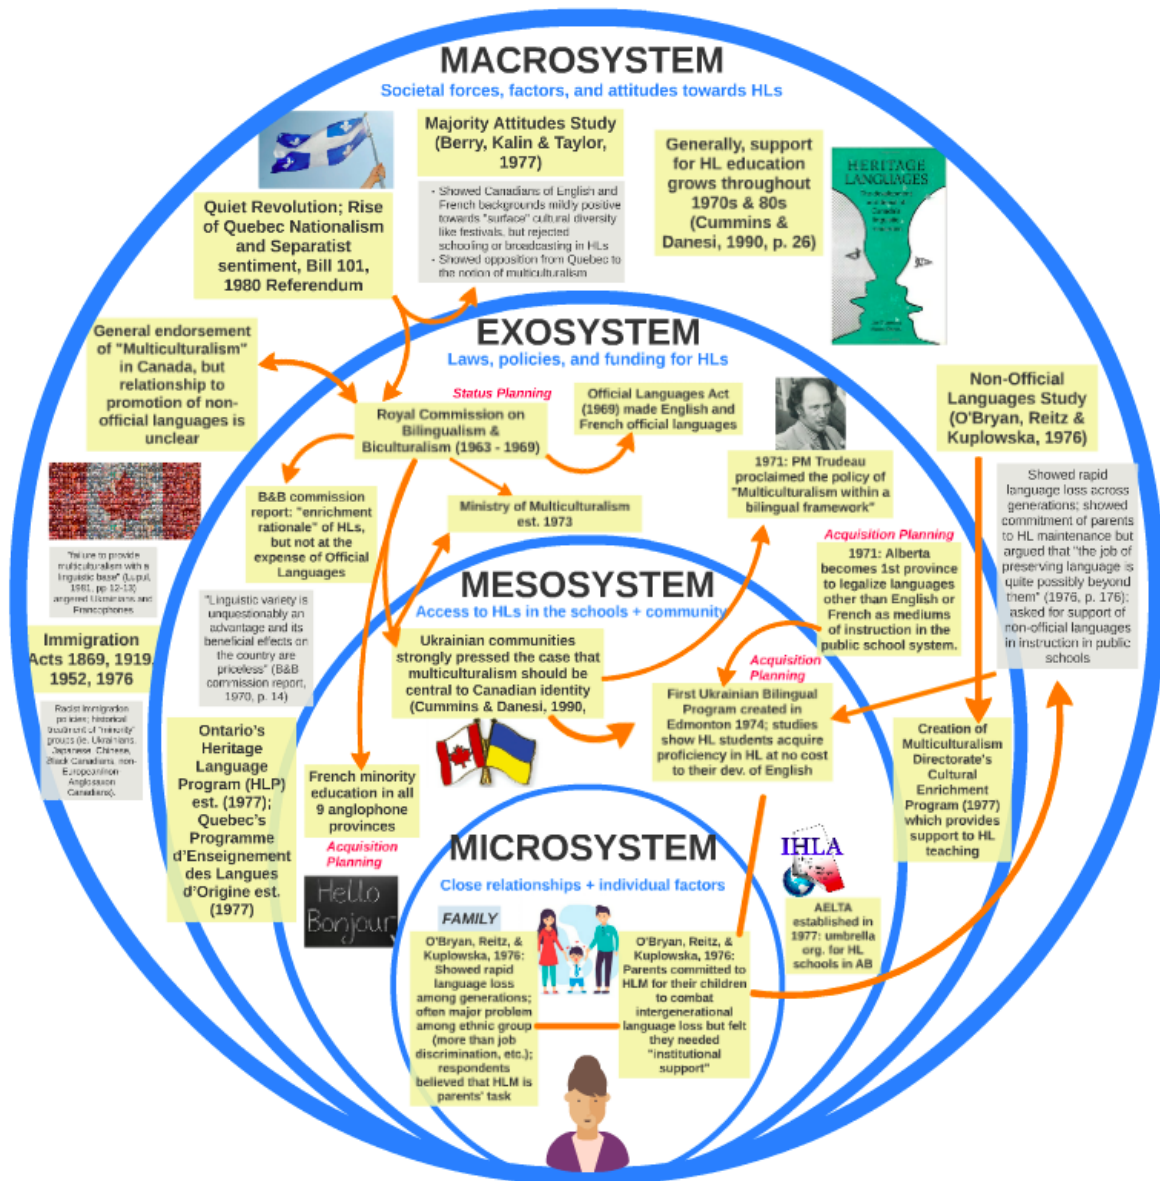 MACROSYSTEM
Societal forces, factors, and attitudes towards HLs
Majority Attitudes Study
(Berry, Kalin & Taylor,
1977)
- Showed Canadians of English and
French backgrounds mildly positive
towards "surface" cultural diversity
like festivals, but rejected
schooling or broadcasting in HLs
- Showed opposition from Quebec to
the notion of multiculturalism
Generally, support
for HL education
grows throughout
1970s & 80s
(Cummins &
Danesi, 1990, p. 26)
HERITAGE
LANGUAGES
Quiet Revolution; Rise
of Quebec Nationalism
and Separatist
sentiment, Bill 101,
1980 Referendum
General endorsement
of "Multiculturalism"
in Canada, but
relationship to
promotion of non-
official languages is
unclear
"failure to provide
multiculturalism with a
linguistic base" (Lupul,
1981, pp 12-13)
angered Ukrainians and
Francophones
Immigration
Acts 1869, 1919,
1952, 1976
Racist Immigration
policies; historical
treatment of "minority"
groups (ie. Ukrainians,
Japanese, Chinese,
Black Canadians, non-
European/non
Anglosaxon
Canadians).
Non-Official
Languages Study
(O'Bryan, Reitz &
Kuplowska, 1976)
Showed rapid
language loss across
generations; showed
commitment of parents
to HL maintenance but
argued that "the job of
preserving language is
quite possibly beyond
them" (1976, p. 176);
asked for support of
non-official languages
in instruction in public
schools
EXOSYSTEM
Laws, policies, and funding for HLs
Status Planning
Royal Commission on
Bilingualism &
Biculturalism (1963 - 1969)
Official Languages Act
(1969) made English and
French official languages
1971: PM Trudeau
proclaimed the policy of
"Multiculturalism within a
bilingual framework"
B&B commission
report: "enrichment
rationale" of HLs,
but not at the
expense of Official
Languages
Ministry of Multiculturalism
est. 1973
"Linguistic variety is
unquestionably an
advantage and its
beneficial effects on
the country are
priceless" (B&B
commission report,
1970, p. 14)
Acquisition Planning
1971: Alberta
becomes 1st province
to legalize languages
other than English or
French as mediums
of instruction in the
public school system.
Ontario's
Heritage
Language
Program (HLP)
est. (1977);
Quebec's
Programme
d'Enseignement
des Langues
d'Origine est.
(1977)
Creation of
Multiculturalism
Directorate's
Cultural
Enrichment
Program (1977)
which provides
support to HL
teaching
MESOSYSTEM
Access to HLs in the schools + community
Ukrainian communities
strongly pressed the case that
multiculturalism should be
central to Canadian identity
(Cummins & Danesi, 1990,
Acquisition
Planning
First Ukrainian Bilingual
Program created in
Edmonton 1974; studies
show HL students acquire
proficiency in HL at no cost
to their dev. of English
French minority
education in all
9 anglophone
provinces
Acquisition
Planning
Hello
Bonjour
IHLA
AELTA
established in
1977: umbrella
org. for HL
schools in AB
MICROSYSTEM
Close relationships + individual factors
FAMILY
O'Bryan, Reitz, &
Kuplowska, 1976:
Showed rapid
language loss
among generations;
often major problem
among ethnic group
(more than job
discrimination, etc.);
respondents
believed that HLM is
parents' task
O'Bryan, Reitz, &
Kuplowska, 1976:
Parents committed to
HLM for their children
to combat
intergenerational
language loss but felt
they needed
"institutional
support"